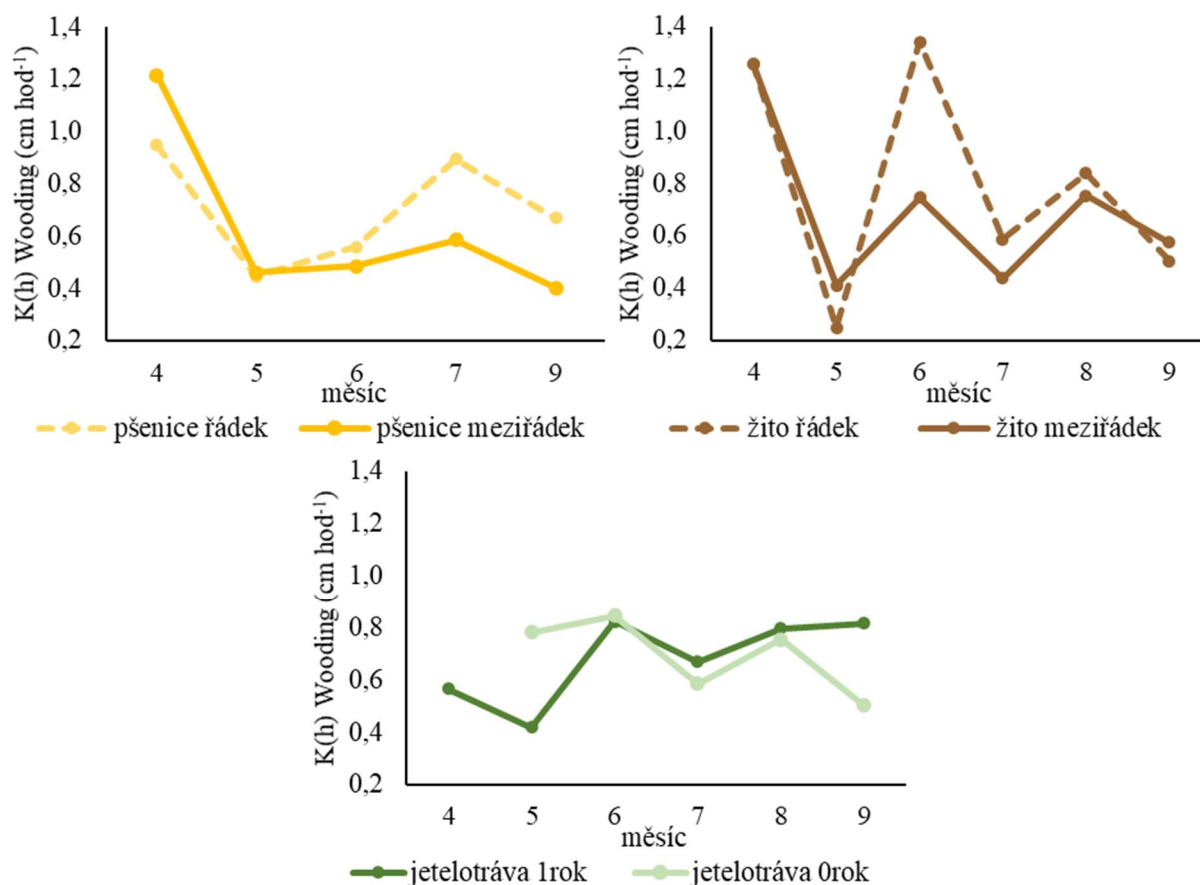 K(h) Wooding (cm hod⁻¹)
1,4
1,2
1,0
0,8
0,6
0,4
0,2
4 5 6 7 9
měsíc
pšenice řádek pšenice meziřádek
K(h) Wooding (cm hod⁻¹)
1,4
1,2
1,0
0,8
0,6
0,4
0,2
4 5 6 7 8 9
měsíc
žito řádek žito meziřádek
K(h) Wooding (cm hod⁻¹)
1,4
1,2
1,0
0,8
0,6
0,4
0,2
4 5 6 7 8 9
měsíc
jetelotráva 1rok jetelotráva 0rok